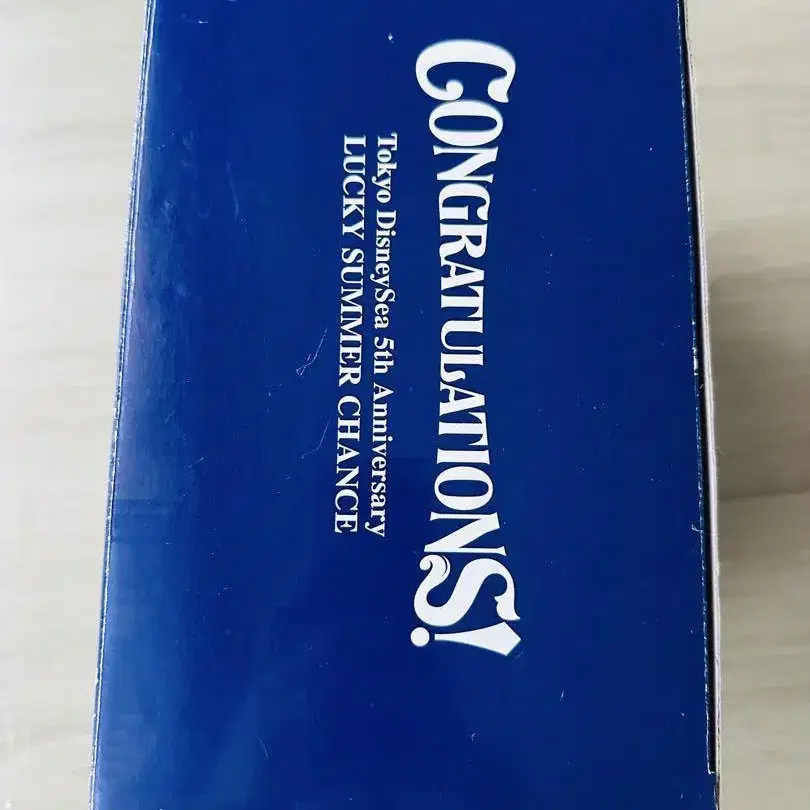 CONGRATULATIONS!
Tokyo DisneySea 5th Anniversary
LUCKY SUMMER CHANCE